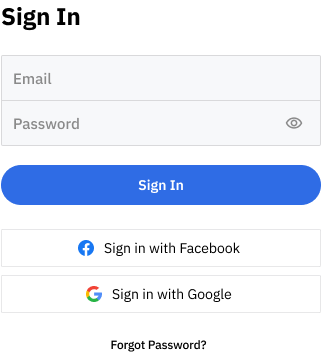 Sign In
Email
Password
Sign In
Sign in with Facebook
Sign in with Google
Forgot Password?